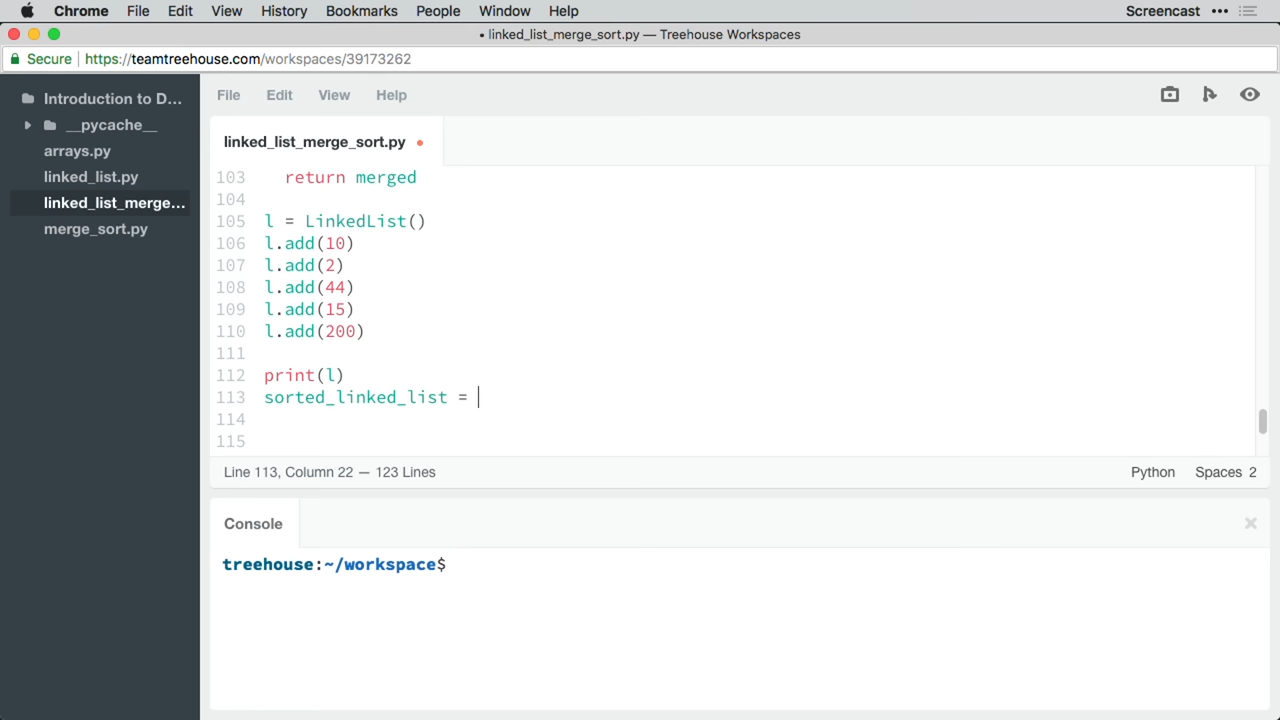 Chrome File Edit View History Bookmarks People Window Help Screencast •••
• linked_list_merge_sort.py — Treehouse Workspaces
Secure https://teamtreehouse.com/workspaces/39173262
Introduction to D...
__pycache__
arrays.py
linked_list.py
linked_list_merge...
merge_sort.py
File Edit View Help
linked_list_merge_sort.py
103 return merged
104
105 l = LinkedList()
106 l.add(10)
107 l.add(2)
108 l.add(44)
109 l.add(15)
110 l.add(200)
111
112 print(l)
113 sorted_linked_list =
114
115
Line 113, Column 22 — 123 Lines Python Spaces 2
Console
treehouse:~/workspace$